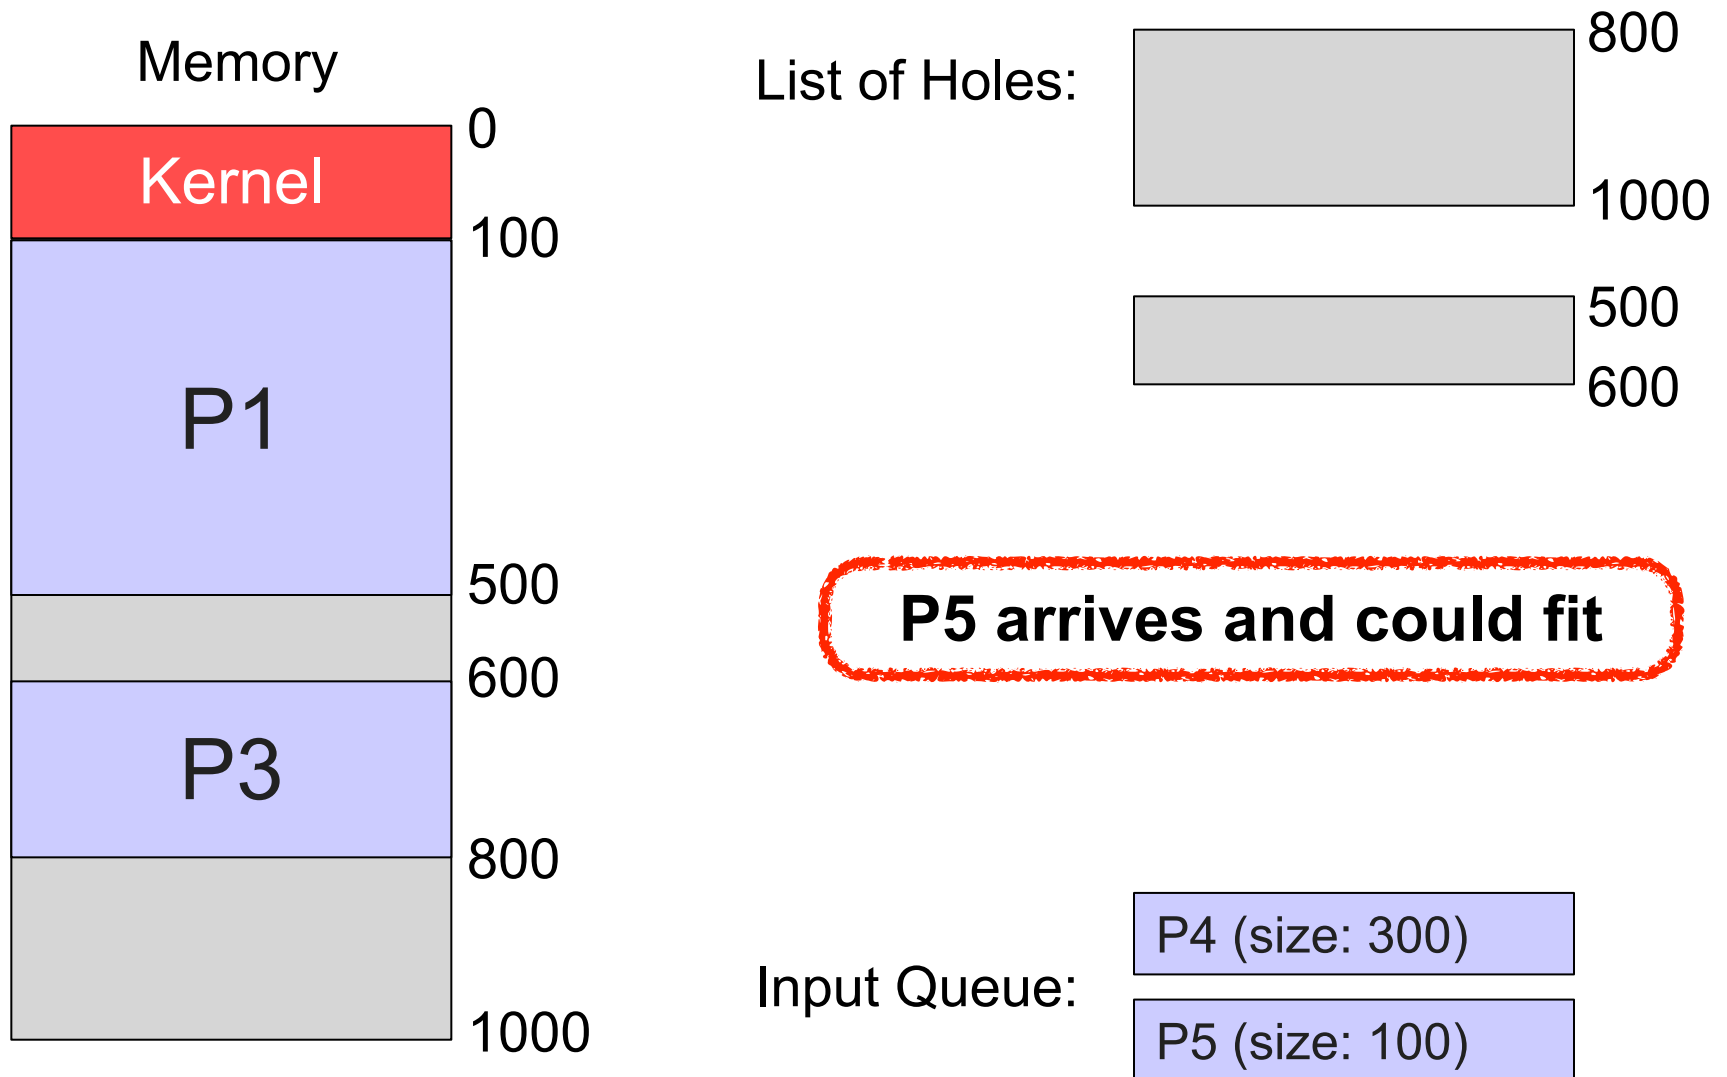 Memory
0
Kernel
100
P1
500
600
P3
800
1000
List of Holes:
800
1000
500
600
P5 arrives and could fit
Input Queue:
P4 (size: 300)
P5 (size: 100)